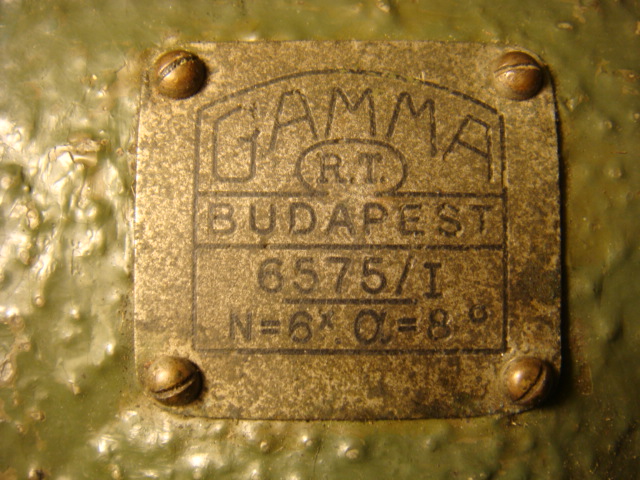 GAMMA
R.T.
BUDAPEST
6575/I
N=6x α=8°